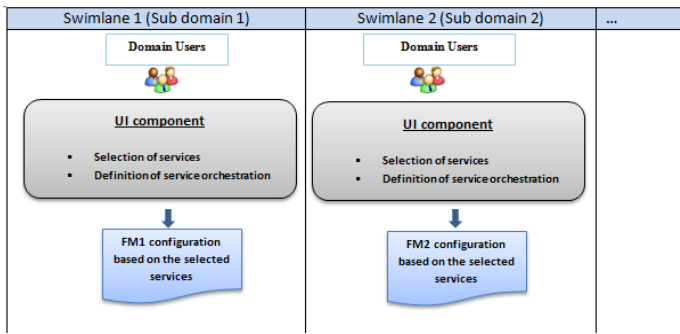 Swimlane 1 (Sub domain 1)
Swimlane 2 (Sub domain 2)
...
Domain Users
UI component
▪ Selection of services
▪ Definition of service orchestration
FM1 configuration
based on the selected
services
Domain Users
UI component
▪ Selection of services
▪ Definition of service orchestration
FM2 configuration
based on the selected
services